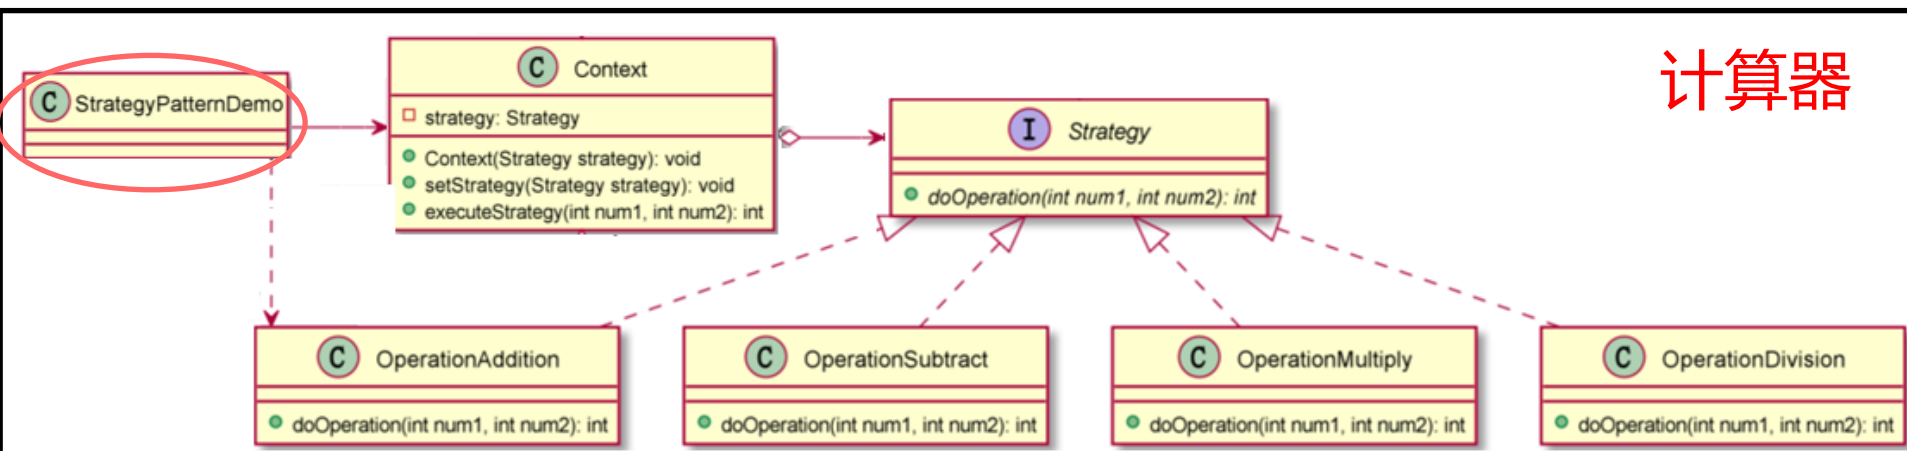 计算器
C StrategyPatternDemo
C Context
strategy: Strategy
Context(Strategy strategy): void
setStrategy(Strategy strategy): void
executeStrategy(int num1, int num2): int
I Strategy
doOperation(int num1, int num2): int
C OperationAddition
doOperation(int num1, int num2): int
C OperationSubtract
doOperation(int num1, int num2): int
C OperationMultiply
doOperation(int num1, int num2): int
C OperationDivision
doOperation(int num1, int num2): int